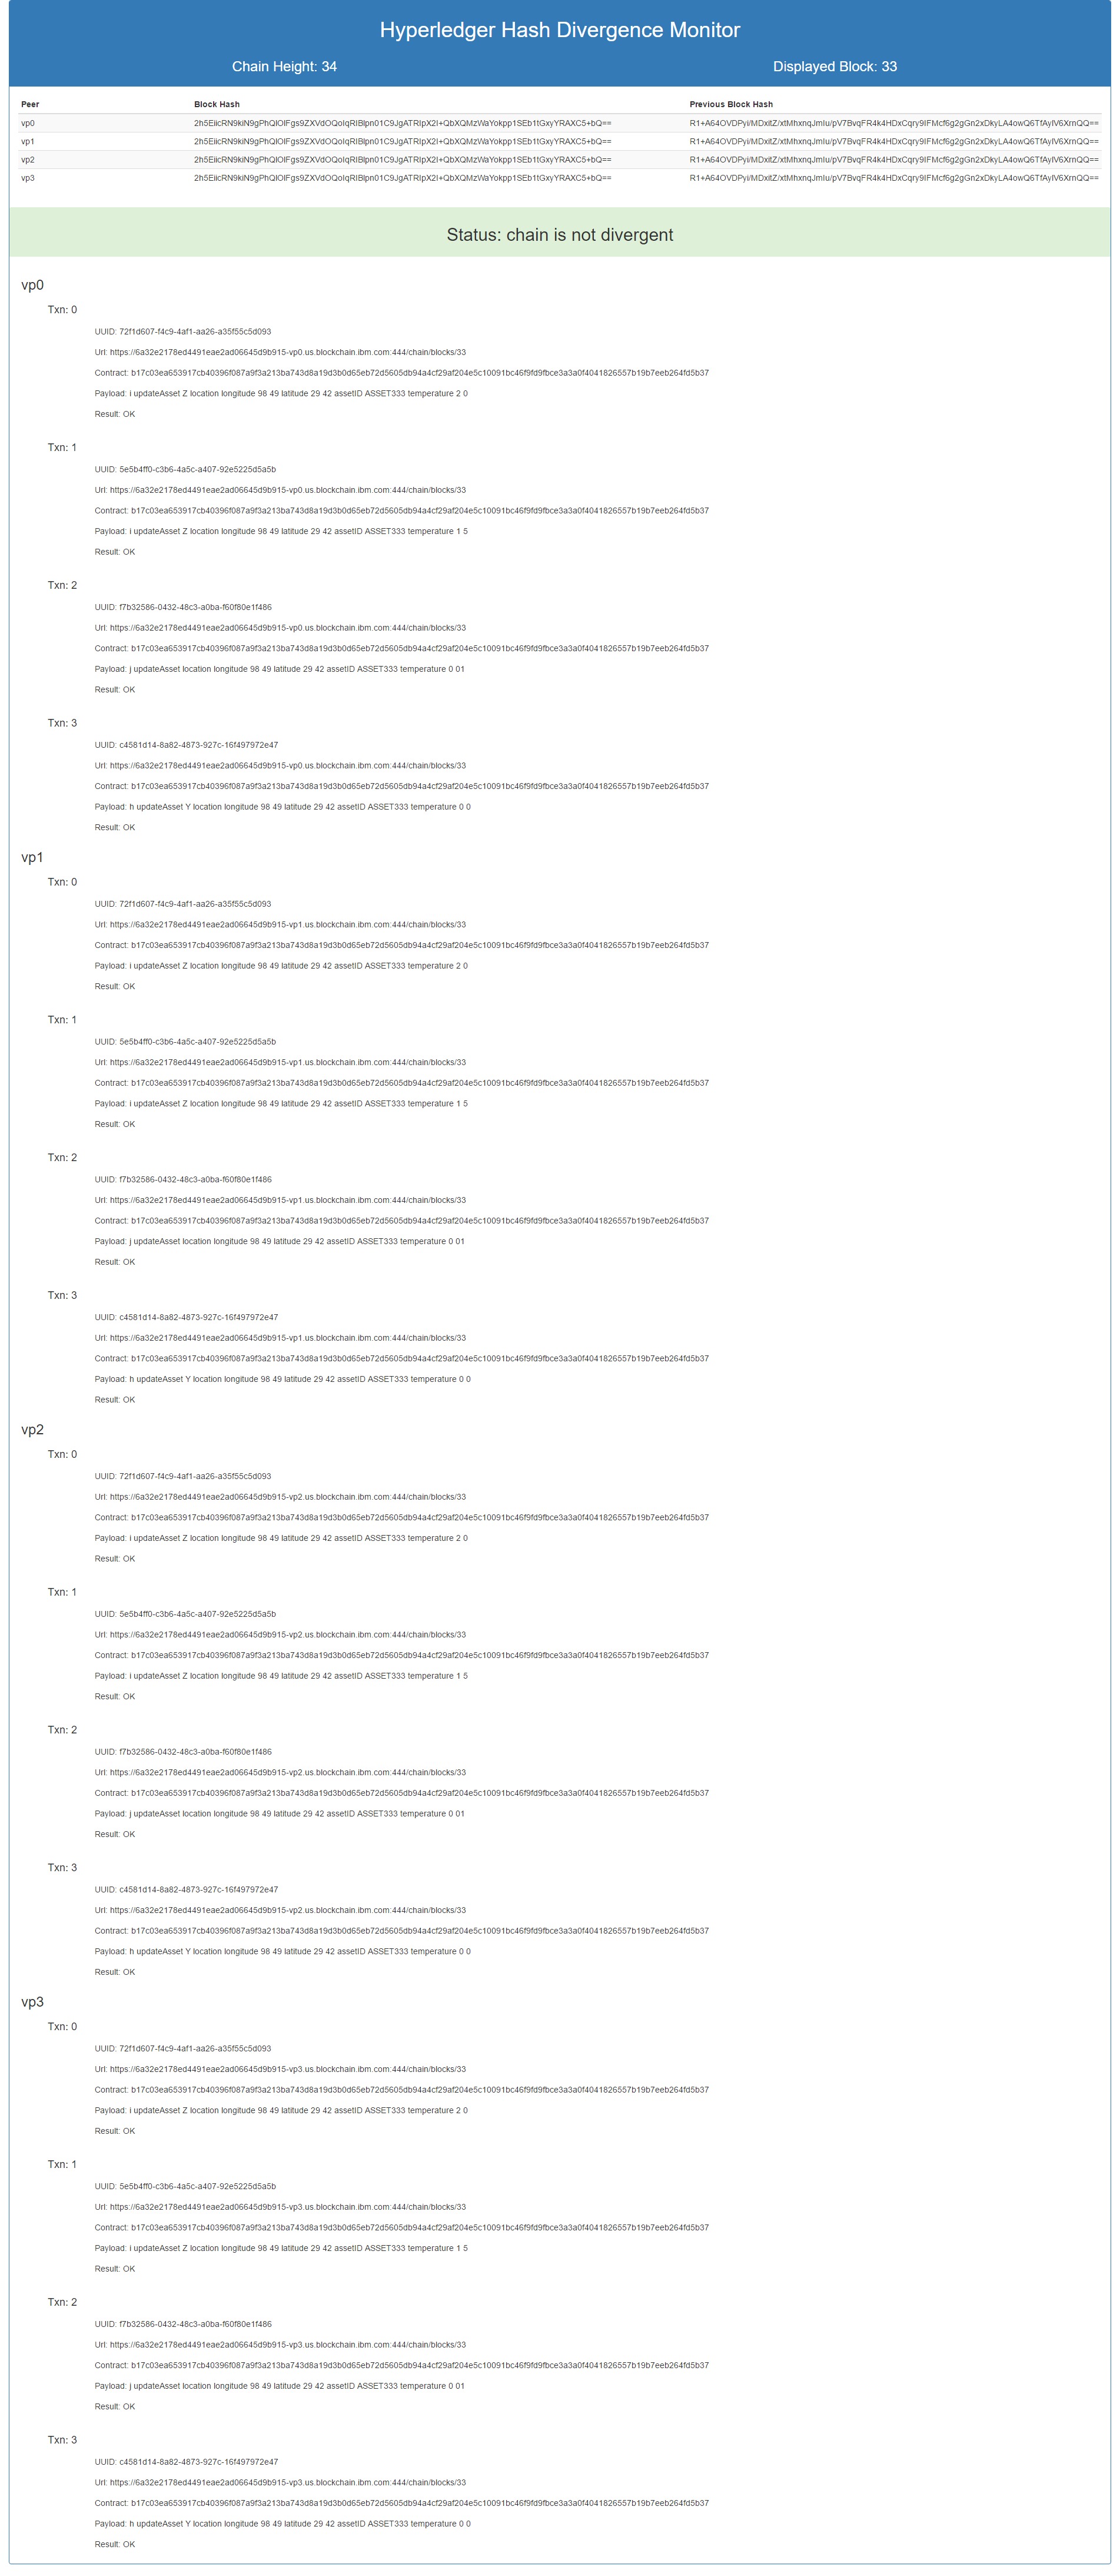 Hyperledger Hash Divergence Monitor
Chain Height: 34 Displayed Block: 33
Peer Block Hash Previous Block Hash
vp0 2h5EiicRN9kiN9gPhQlOlFgs9ZXVdOQolqRIBlpn01C9JgATRIpX2I+QbXQMzWaYokpp1SEb1tGxyYRAXC5+bQ== R1+A64OVDPyi/MDxitZ/xtMhxnqJmIu/pV7BvqFR4k4HDxCqry9IFMcf6g2gGn2xDkyLA4owQ6TfAylV6XrnQQ==
vp1 2h5EiicRN9kiN9gPhQlOlFgs9ZXVdOQolqRIBlpn01C9JgATRIpX2I+QbXQMzWaYokpp1SEb1tGxyYRAXC5+bQ== R1+A64OVDPyi/MDxitZ/xtMhxnqJmIu/pV7BvqFR4k4HDxCqry9IFMcf6g2gGn2xDkyLA4owQ6TfAylV6XrnQQ==
vp2 2h5EiicRN9kiN9gPhQlOlFgs9ZXVdOQolqRIBlpn01C9JgATRIpX2I+QbXQMzWaYokpp1SEb1tGxyYRAXC5+bQ== R1+A64OVDPyi/MDxitZ/xtMhxnqJmIu/pV7BvqFR4k4HDxCqry9IFMcf6g2gGn2xDkyLA4owQ6TfAylV6XrnQQ==
vp3 2h5EiicRN9kiN9gPhQlOlFgs9ZXVdOQolqRIBlpn01C9JgATRIpX2I+QbXQMzWaYokpp1SEb1tGxyYRAXC5+bQ== R1+A64OVDPyi/MDxitZ/xtMhxnqJmIu/pV7BvqFR4k4HDxCqry9IFMcf6g2gGn2xDkyLA4owQ6TfAylV6XrnQQ==
Status: chain is not divergent
vp0
Txn: 0
UUID: 72f1d607-f4c9-4af1-aa26-a35f55c5d093
Url: https://6a32e2178ed4491eae2ad06645d9b915-vp0.us.blockchain.ibm.com:444/chain/blocks/33
Contract: b17c03ea653917cb40396f087a9f3a213ba743d8a19d3b0d65eb72d5605db94a4cf29af204e5c10091bc46f9fd9fbce3a3a0f4041826557b19b7eeb264fd5b37
Payload: i updateAsset Z location longitude 98 49 latitude 29 42 assetID ASSET333 temperature 2 0
Result: OK
Txn: 1
UUID: 5e5b4ff0-c3b6-4a5c-a407-92e5225d5a5b
Url: https://6a32e2178ed4491eae2ad06645d9b915-vp0.us.blockchain.ibm.com:444/chain/blocks/33
Contract: b17c03ea653917cb40396f087a9f3a213ba743d8a19d3b0d65eb72d5605db94a4cf29af204e5c10091bc46f9fd9fbce3a3a0f4041826557b19b7eeb264fd5b37
Payload: i updateAsset Z location longitude 98 49 latitude 29 42 assetID ASSET333 temperature 1 5
Result: OK
Txn: 2
UUID: f7b32586-0432-48c3-a0ba-f60f80e1f486
Url: https://6a32e2178ed4491eae2ad06645d9b915-vp0.us.blockchain.ibm.com:444/chain/blocks/33
Contract: b17c03ea653917cb40396f087a9f3a213ba743d8a19d3b0d65eb72d5605db94a4cf29af204e5c10091bc46f9fd9fbce3a3a0f4041826557b19b7eeb264fd5b37
Payload: j updateAsset location longitude 98 49 latitude 29 42 assetID ASSET333 temperature 0 01
Result: OK
Txn: 3
UUID: c4581d14-8a82-4873-927c-16f497972e47
Url: https://6a32e2178ed4491eae2ad06645d9b915-vp0.us.blockchain.ibm.com:444/chain/blocks/33
Contract: b17c03ea653917cb40396f087a9f3a213ba743d8a19d3b0d65eb72d5605db94a4cf29af204e5c10091bc46f9fd9fbce3a3a0f4041826557b19b7eeb264fd5b37
Payload: h updateAsset Y location longitude 98 49 latitude 29 42 assetID ASSET333 temperature 0 0
Result: OK
vp1
Txn: 0
UUID: 72f1d607-f4c9-4af1-aa26-a35f55c5d093
Url: https://6a32e2178ed4491eae2ad06645d9b915-vp1.us.blockchain.ibm.com:444/chain/blocks/33
Contract: b17c03ea653917cb40396f087a9f3a213ba743d8a19d3b0d65eb72d5605db94a4cf29af204e5c10091bc46f9fd9fbce3a3a0f4041826557b19b7eeb264fd5b37
Payload: i updateAsset Z location longitude 98 49 latitude 29 42 assetID ASSET333 temperature 2 0
Result: OK
Txn: 1
UUID: 5e5b4ff0-c3b6-4a5c-a407-92e5225d5a5b
Url: https://6a32e2178ed4491eae2ad06645d9b915-vp1.us.blockchain.ibm.com:444/chain/blocks/33
Contract: b17c03ea653917cb40396f087a9f3a213ba743d8a19d3b0d65eb72d5605db94a4cf29af204e5c10091bc46f9fd9fbce3a3a0f4041826557b19b7eeb264fd5b37
Payload: i updateAsset Z location longitude 98 49 latitude 29 42 assetID ASSET333 temperature 1 5
Result: OK
Txn: 2
UUID: f7b32586-0432-48c3-a0ba-f60f80e1f486
Url: https://6a32e2178ed4491eae2ad06645d9b915-vp1.us.blockchain.ibm.com:444/chain/blocks/33
Contract: b17c03ea653917cb40396f087a9f3a213ba743d8a19d3b0d65eb72d5605db94a4cf29af204e5c10091bc46f9fd9fbce3a3a0f4041826557b19b7eeb264fd5b37
Payload: j updateAsset location longitude 98 49 latitude 29 42 assetID ASSET333 temperature 0 01
Result: OK
Txn: 3
UUID: c4581d14-8a82-4873-927c-16f497972e47
Url: https://6a32e2178ed4491eae2ad06645d9b915-vp1.us.blockchain.ibm.com:444/chain/blocks/33
Contract: b17c03ea653917cb40396f087a9f3a213ba743d8a19d3b0d65eb72d5605db94a4cf29af204e5c10091bc46f9fd9fbce3a3a0f4041826557b19b7eeb264fd5b37
Payload: h updateAsset Y location longitude 98 49 latitude 29 42 assetID ASSET333 temperature 0 0
Result: OK
vp2
Txn: 0
UUID: 72f1d607-f4c9-4af1-aa26-a35f55c5d093
Url: https://6a32e2178ed4491eae2ad06645d9b915-vp2.us.blockchain.ibm.com:444/chain/blocks/33
Contract: b17c03ea653917cb40396f087a9f3a213ba743d8a19d3b0d65eb72d5605db94a4cf29af204e5c10091bc46f9fd9fbce3a3a0f4041826557b19b7eeb264fd5b37
Payload: i updateAsset Z location longitude 98 49 latitude 29 42 assetID ASSET333 temperature 2 0
Result: OK
Txn: 1
UUID: 5e5b4ff0-c3b6-4a5c-a407-92e5225d5a5b
Url: https://6a32e2178ed4491eae2ad06645d9b915-vp2.us.blockchain.ibm.com:444/chain/blocks/33
Contract: b17c03ea653917cb40396f087a9f3a213ba743d8a19d3b0d65eb72d5605db94a4cf29af204e5c10091bc46f9fd9fbce3a3a0f4041826557b19b7eeb264fd5b37
Payload: i updateAsset Z location longitude 98 49 latitude 29 42 assetID ASSET333 temperature 1 5
Result: OK
Txn: 2
UUID: f7b32586-0432-48c3-a0ba-f60f80e1f486
Url: https://6a32e2178ed4491eae2ad06645d9b915-vp2.us.blockchain.ibm.com:444/chain/blocks/33
Contract: b17c03ea653917cb40396f087a9f3a213ba743d8a19d3b0d65eb72d5605db94a4cf29af204e5c10091bc46f9fd9fbce3a3a0f4041826557b19b7eeb264fd5b37
Payload: j updateAsset location longitude 98 49 latitude 29 42 assetID ASSET333 temperature 0 01
Result: OK
Txn: 3
UUID: c4581d14-8a82-4873-927c-16f497972e47
Url: https://6a32e2178ed4491eae2ad06645d9b915-vp2.us.blockchain.ibm.com:444/chain/blocks/33
Contract: b17c03ea653917cb40396f087a9f3a213ba743d8a19d3b0d65eb72d5605db94a4cf29af204e5c10091bc46f9fd9fbce3a3a0f4041826557b19b7eeb264fd5b37
Payload: h updateAsset Y location longitude 98 49 latitude 29 42 assetID ASSET333 temperature 0 0
Result: OK
vp3
Txn: 0
UUID: 72f1d607-f4c9-4af1-aa26-a35f55c5d093
Url: https://6a32e2178ed4491eae2ad06645d9b915-vp3.us.blockchain.ibm.com:444/chain/blocks/33
Contract: b17c03ea653917cb40396f087a9f3a213ba743d8a19d3b0d65eb72d5605db94a4cf29af204e5c10091bc46f9fd9fbce3a3a0f4041826557b19b7eeb264fd5b37
Payload: i updateAsset Z location longitude 98 49 latitude 29 42 assetID ASSET333 temperature 2 0
Result: OK
Txn: 1
UUID: 5e5b4ff0-c3b6-4a5c-a407-92e5225d5a5b
Url: https://6a32e2178ed4491eae2ad06645d9b915-vp3.us.blockchain.ibm.com:444/chain/blocks/33
Contract: b17c03ea653917cb40396f087a9f3a213ba743d8a19d3b0d65eb72d5605db94a4cf29af204e5c10091bc46f9fd9fbce3a3a0f4041826557b19b7eeb264fd5b37
Payload: i updateAsset Z location longitude 98 49 latitude 29 42 assetID ASSET333 temperature 1 5
Result: OK
Txn: 2
UUID: f7b32586-0432-48c3-a0ba-f60f80e1f486
Url: https://6a32e2178ed4491eae2ad06645d9b915-vp3.us.blockchain.ibm.com:444/chain/blocks/33
Contract: b17c03ea653917cb40396f087a9f3a213ba743d8a19d3b0d65eb72d5605db94a4cf29af204e5c10091bc46f9fd9fbce3a3a0f4041826557b19b7eeb264fd5b37
Payload: j updateAsset location longitude 98 49 latitude 29 42 assetID ASSET333 temperature 0 01
Result: OK
Txn: 3
UUID: c4581d14-8a82-4873-927c-16f497972e47
Url: https://6a32e2178ed4491eae2ad06645d9b915-vp3.us.blockchain.ibm.com:444/chain/blocks/33
Contract: b17c03ea653917cb40396f087a9f3a213ba743d8a19d3b0d65eb72d5605db94a4cf29af204e5c10091bc46f9fd9fbce3a3a0f4041826557b19b7eeb264fd5b37
Payload: h updateAsset Y location longitude 98 49 latitude 29 42 assetID ASSET333 temperature 0 0
Result: OK